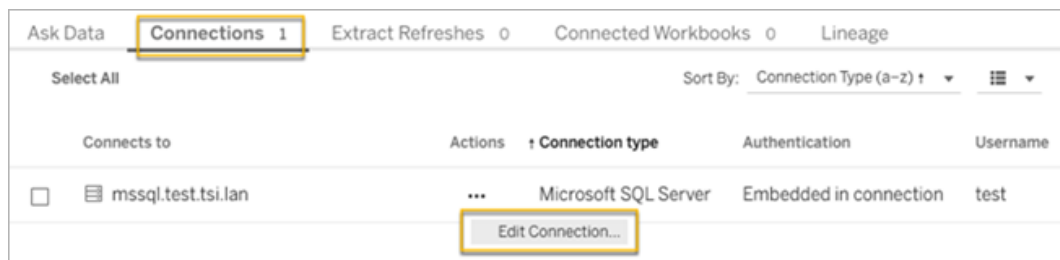 Ask Data Connections 1 Extract Refreshes 0 Connected Workbooks 0 Lineage
Select All Sort By: Connection Type (a–z) ↑
Connects to Actions ↑ Connection type Authentication Username
mssql.test.tsi.lan ... Microsoft SQL Server Embedded in connection test
Edit Connection...